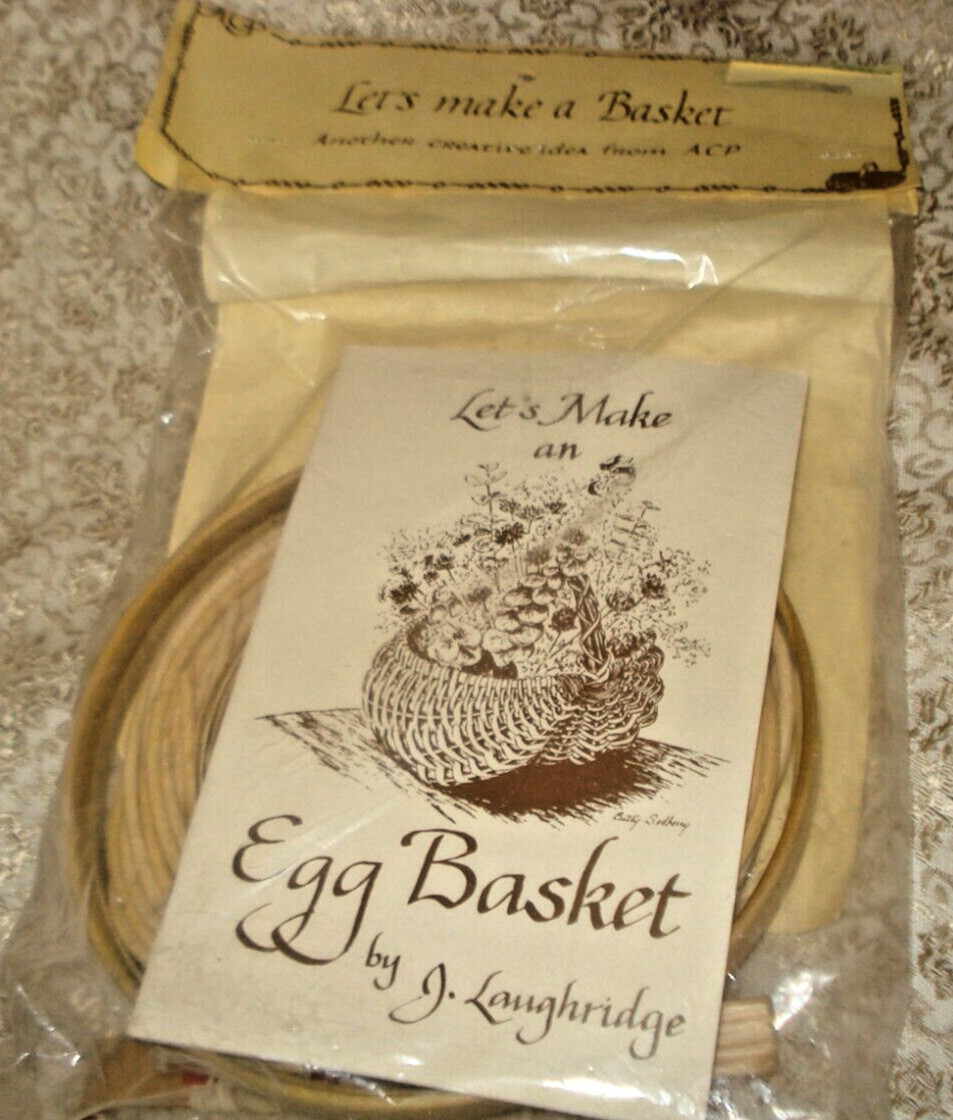 Let's make a Basket
Another creative idea from ACP
Let's Make
an
Egg Basket
by J. Laughridge